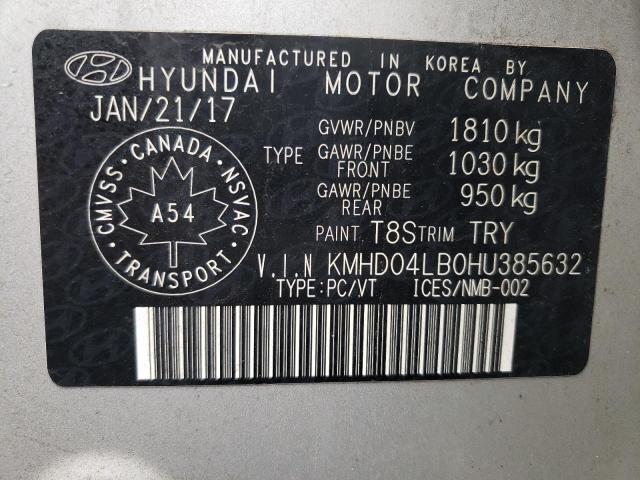 MANUFACTURED IN KOREA BY
HYUNDAI MOTOR COMPANY
JAN/21/17
GVWR/PNBV 1810 kg
TYPE GAWR/PNBE FRONT 1030 kg
GAWR/PNBE REAR 950 kg
PAINT T8S TRIM TRY
CMVSS · CANADA · NSVAC · TRANSPORT ·
A54
V.I.N KMHD04LB0HU385632
TYPE:PC/VT ICES/NMB-002